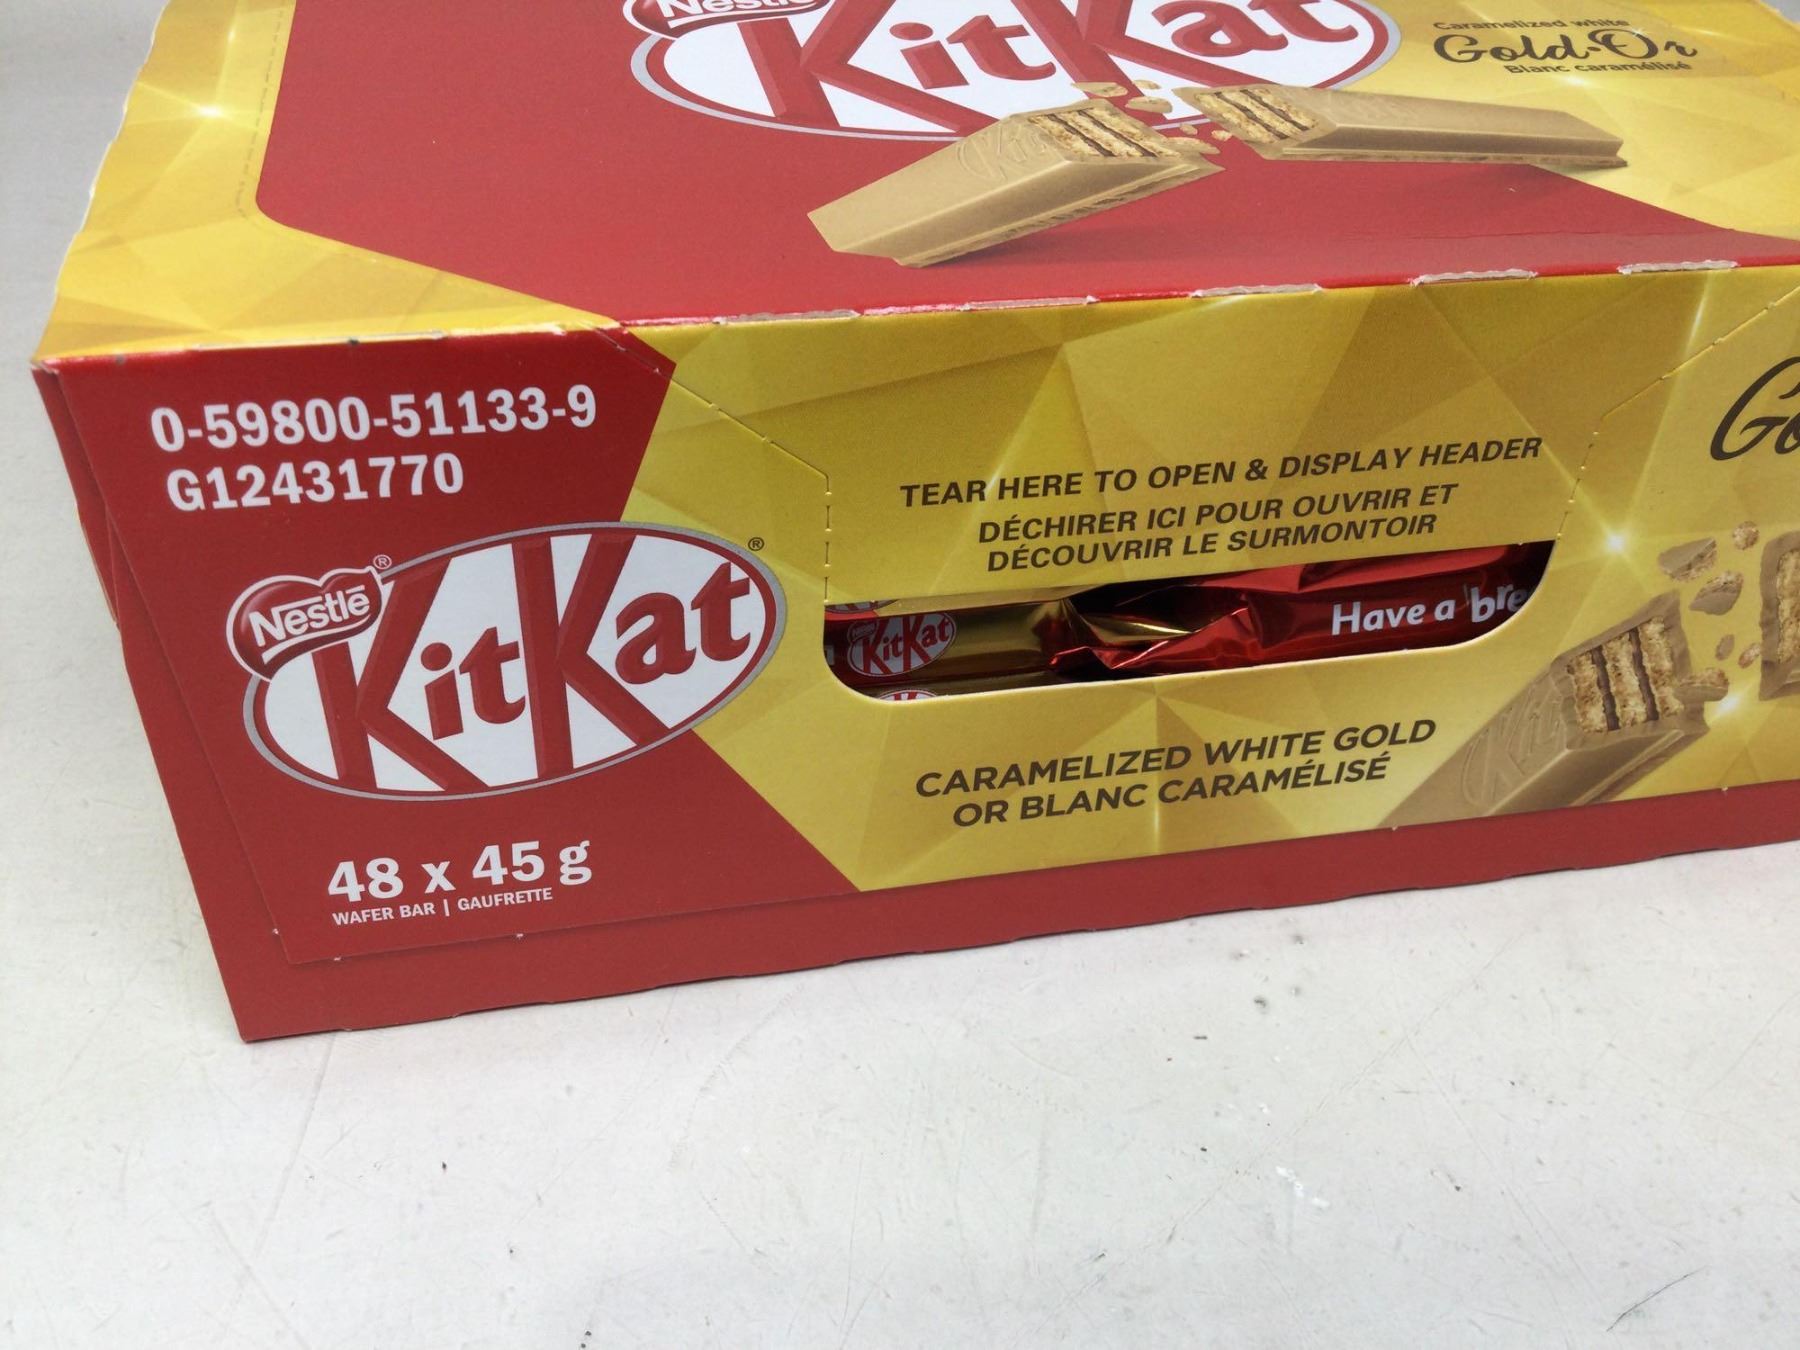 Nestlé
KitKat
Caramelized white
Gold·Or
Blanc caramélisé
0-59800-51133-9
G12431770
TEAR HERE TO OPEN & DISPLAY HEADER
DÉCHIRER ICI POUR OUVRIR ET
DÉCOUVRIR LE SURMONTOIR
Nestlé ®
KitKat ®
KitKat
Have a bre
Go
CARAMELIZED WHITE GOLD
OR BLANC CARAMÉLISÉ
48 x 45 g
WAFER BAR | GAUFRETTE